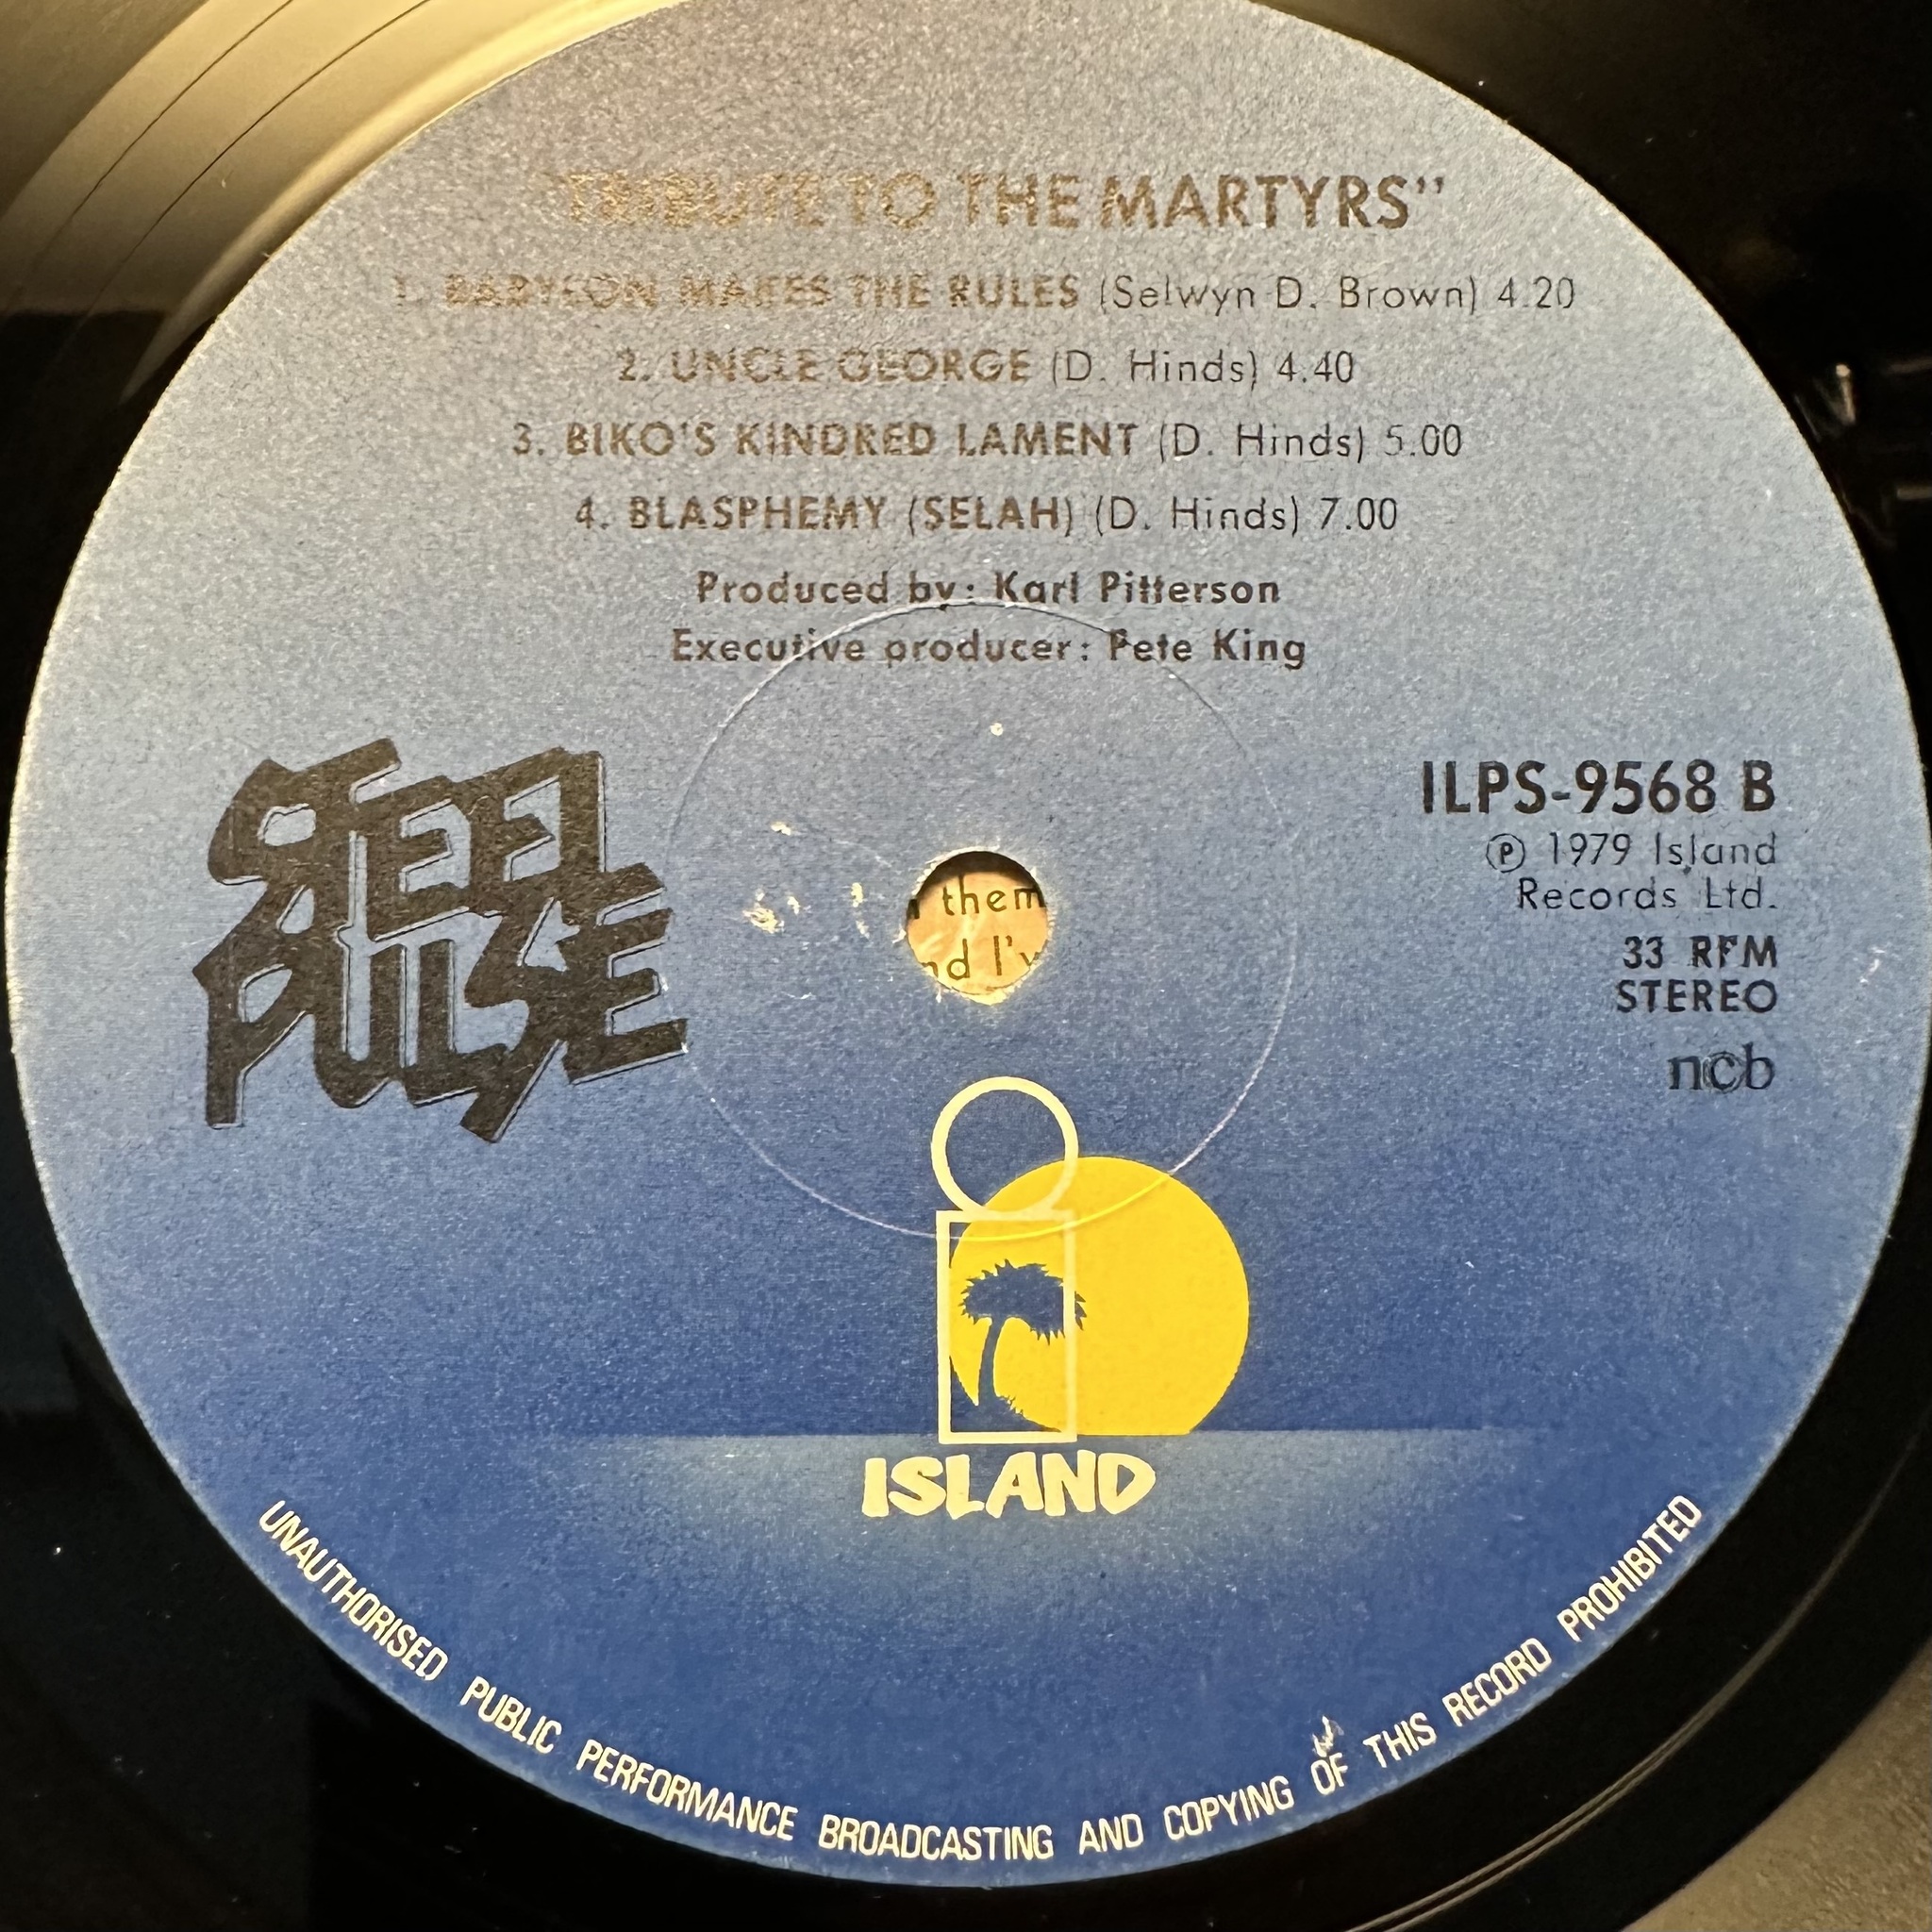 "TRIBUTE TO THE MARTYRS"
1. BABYLON MAKES THE RULES (Selwyn D. Brown) 4.20
2. UNCLE GEORGE (D. Hinds) 4.40
3. BIKO'S KINDRED LAMENT (D. Hinds) 5.00
4. BLASPHEMY (SELAH) (D. Hinds) 7.00
Produced by: Karl Pitterson
Executive producer: Pete King
STEEL
PULSE
ILPS-9568 B
℗ 1979 Island
Records Ltd.
33 RPM
STEREO
ncb
them
nd I'v
ISLAND
UNAUTHORISED PUBLIC PERFORMANCE BROADCASTING AND COPYING OF THIS RECORD PROHIBITED